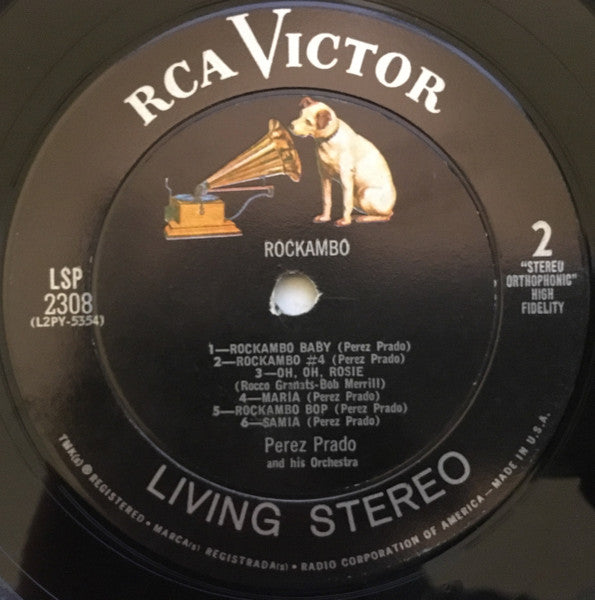 RCA VICTOR
ROCKAMBO
LSP
2308
(L2PY-5354)
2
"STEREO
ORTHOPHONIC"
HIGH
FIDELITY
1—ROCKAMBO BABY (Perez Prado)
2—ROCKAMBO #4 (Perez Prado)
3—OH, OH, ROSIE
(Rocco Granats-Bob Merrill)
4—MARIA (Perez Prado)
5—ROCKAMBO BOP (Perez Prado)
6—SAMIA (Perez Prado)
Perez Prado
and his Orchestra
LIVING STEREO
TMK(s) ® REGISTERED • MARCA(s) REGISTRADA(s) • RADIO CORPORATION OF AMERICA — MADE IN U.S.A.